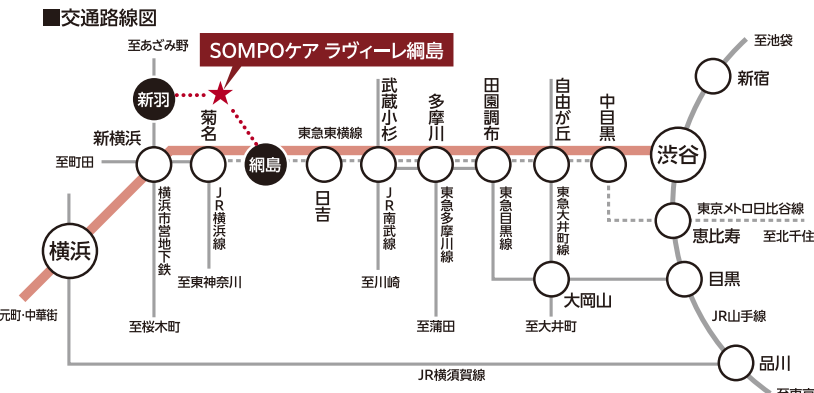 ■交通路線図
至あざみ野
SOMPOケア ラヴィーレ綱島
至池袋
新宿
新羽
菊名
武蔵小杉
多摩川
田園調布
自由が丘
中目黒
新横浜
東急東横線
至町田
綱島
渋谷
日吉
横浜市営地下鉄
JR横浜線
JR南武線
東急多摩川線
東急目黒線
東急大井町線
東京メトロ日比谷線
恵比寿
至北千住
横浜
至東神奈川
至川崎
大岡山
目黒
元町・中華街
至桜木町
至蒲田
至大井町
JR山手線
品川
JR横須賀線